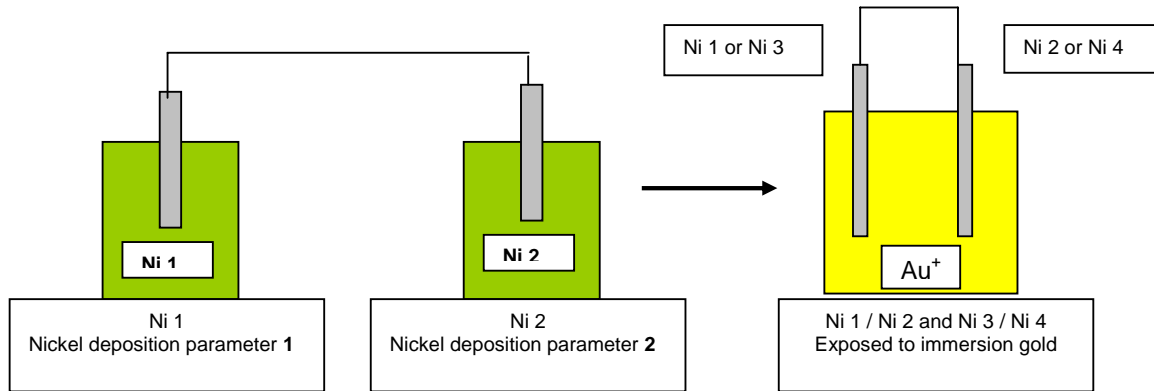 Ni 1 or Ni 3
Ni 2 or Ni 4
Ni 1
Ni 2
Au⁺
Ni 1
Nickel deposition parameter 1
Ni 2
Nickel deposition parameter 2
Ni 1 / Ni 2 and Ni 3 / Ni 4
Exposed to immersion gold